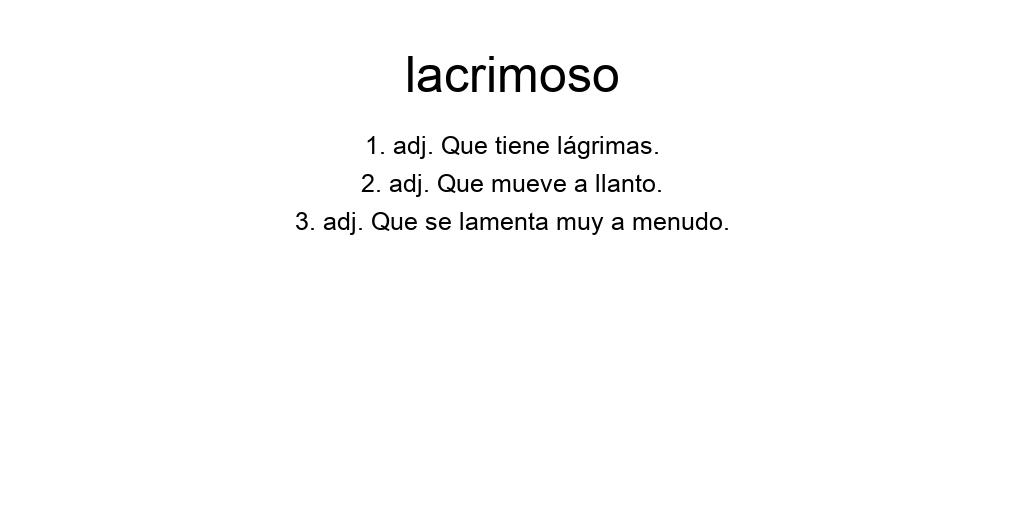 lacrimoso
1. adj. Que tiene lágrimas.
2. adj. Que mueve a llanto.
3. adj. Que se lamenta muy a menudo.